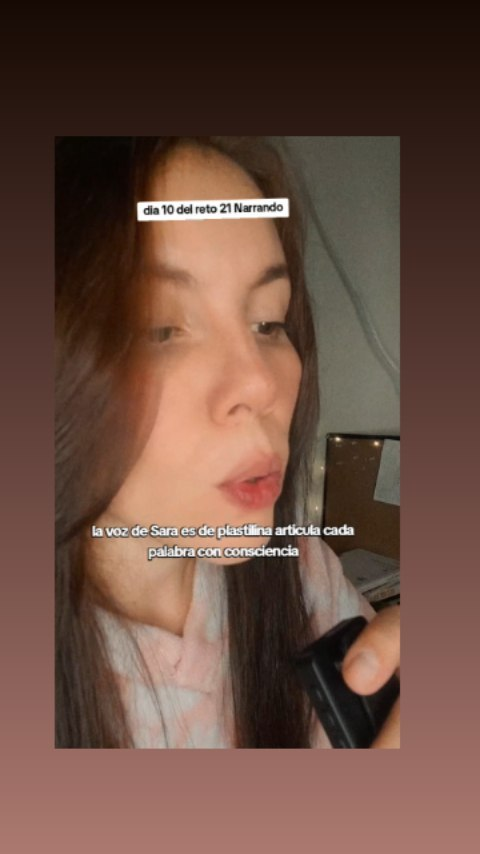 dia 10 del reto 21 Narrando
la voz de Sara es de plastilina articula cada
palabra con consciencia